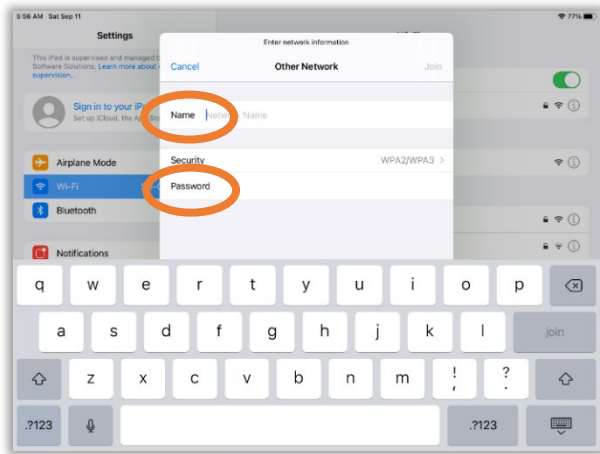 5:56 AM Sat Sep 11
77%
Settings
This iPad is supervised and managed
Software Solutions. Learn more about
supervision...
Sign in to your
Set up iCloud, the
Airplane Mode
Wi-Fi
Bluetooth
Notifications
Enter network information
Cancel
Other Network
Join
Name
Network Name
Security
WPA2/WPA3
Password
q w e r t y u i o p
a s d f g h j k l join
z x c v b n m ! , ? .
.?123 .?123